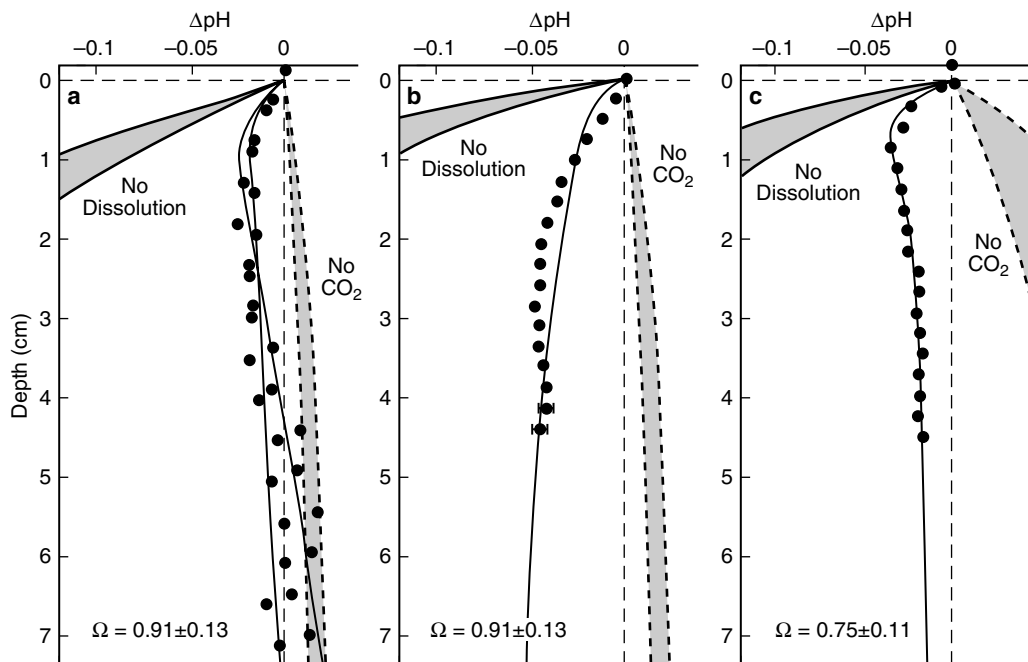 ΔpH
−0.1 −0.05 0
ΔpH
−0.1 −0.05 0
ΔpH
−0.1 −0.05 0
Depth (cm)
0
1
2
3
4
5
6
7
a
No
Dissolution
No
CO2
Ω = 0.91±0.13
0
1
2
3
4
5
6
7
b
No
Dissolution
No
CO2
Ω = 0.91±0.13
0
1
2
3
4
5
6
7
c
No
Dissolution
No
CO2
Ω = 0.75±0.11